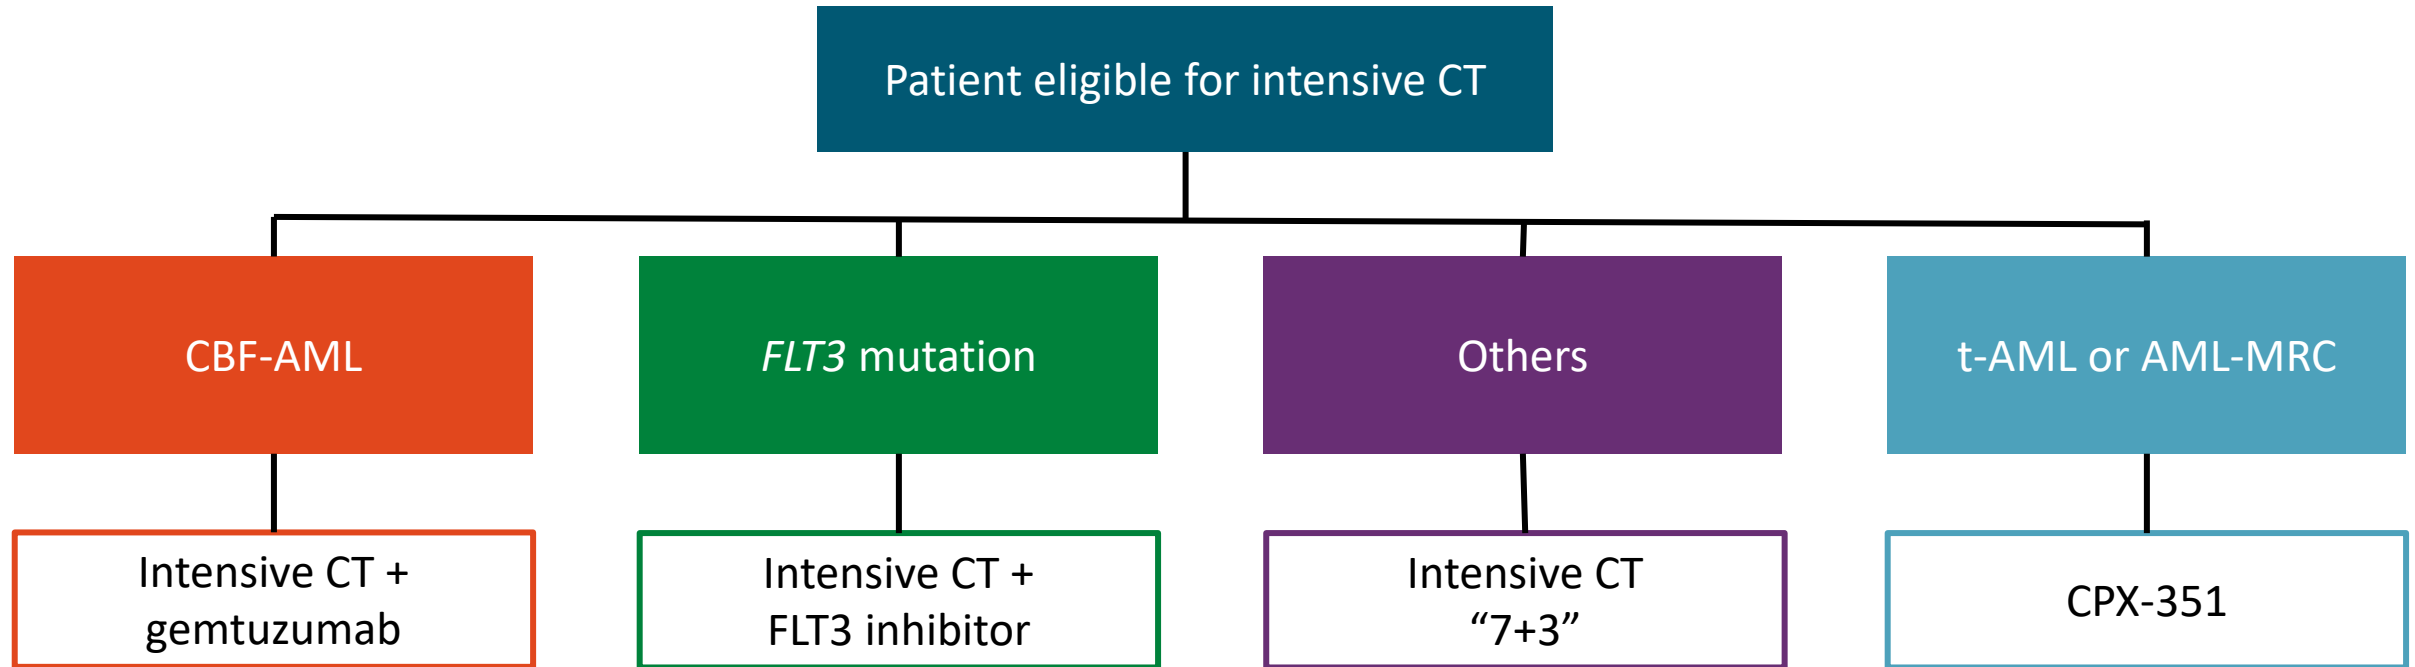 Patient eligible for intensive CT
CBF-AML
FLT3 mutation
Others
t-AML or AML-MRC
Intensive CT +
gemtuzumab
Intensive CT +
FLT3 inhibitor
Intensive CT
“7+3”
CPX-351